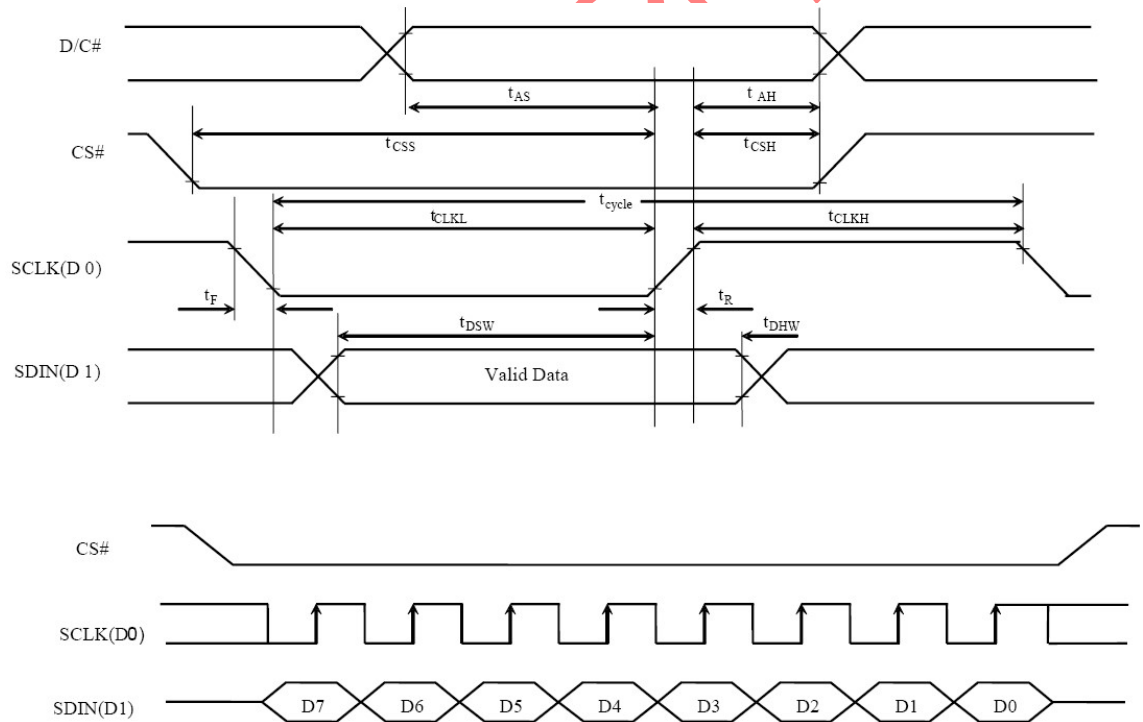 D/C#
tAS
t AH
CS#
tCSS
tCSH
tcycle
tCLKL
tCLKH
SCLK(D 0)
tF
tR
tDSW
tDHW
SDIN(D 1)
Valid Data
CS#
SCLK(D0)
SDIN(D1)
D7 D6 D5 D4 D3 D2 D1 D0